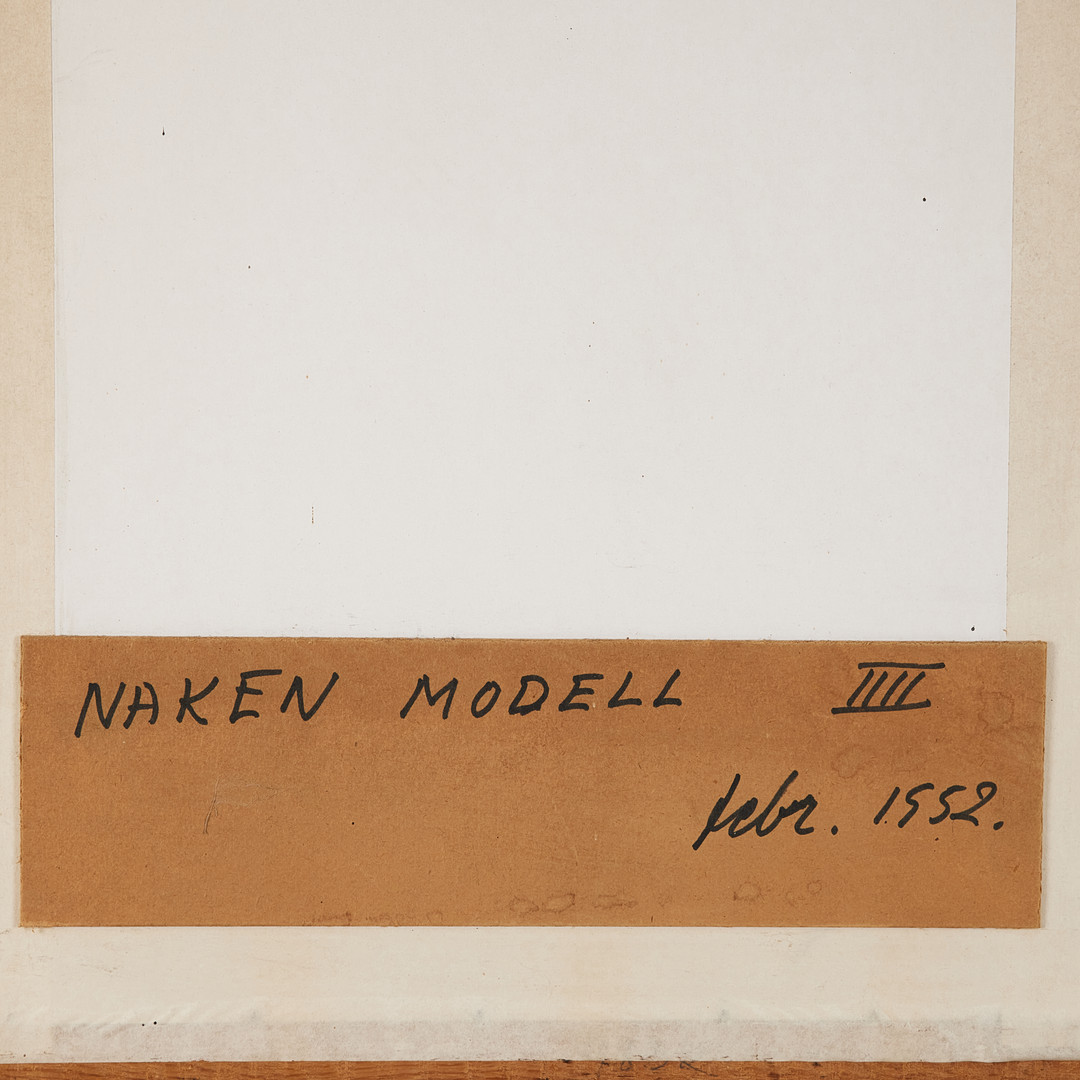 NAKEN MODELL IIII
febr. 1952.